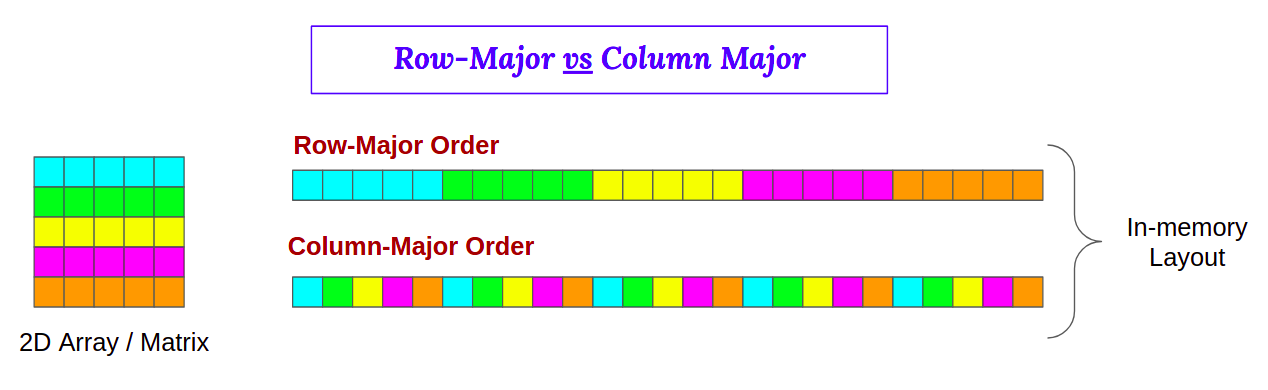 Row-Major vs Column Major
Row-Major Order
Column-Major Order
In-memory
Layout
2D Array / Matrix